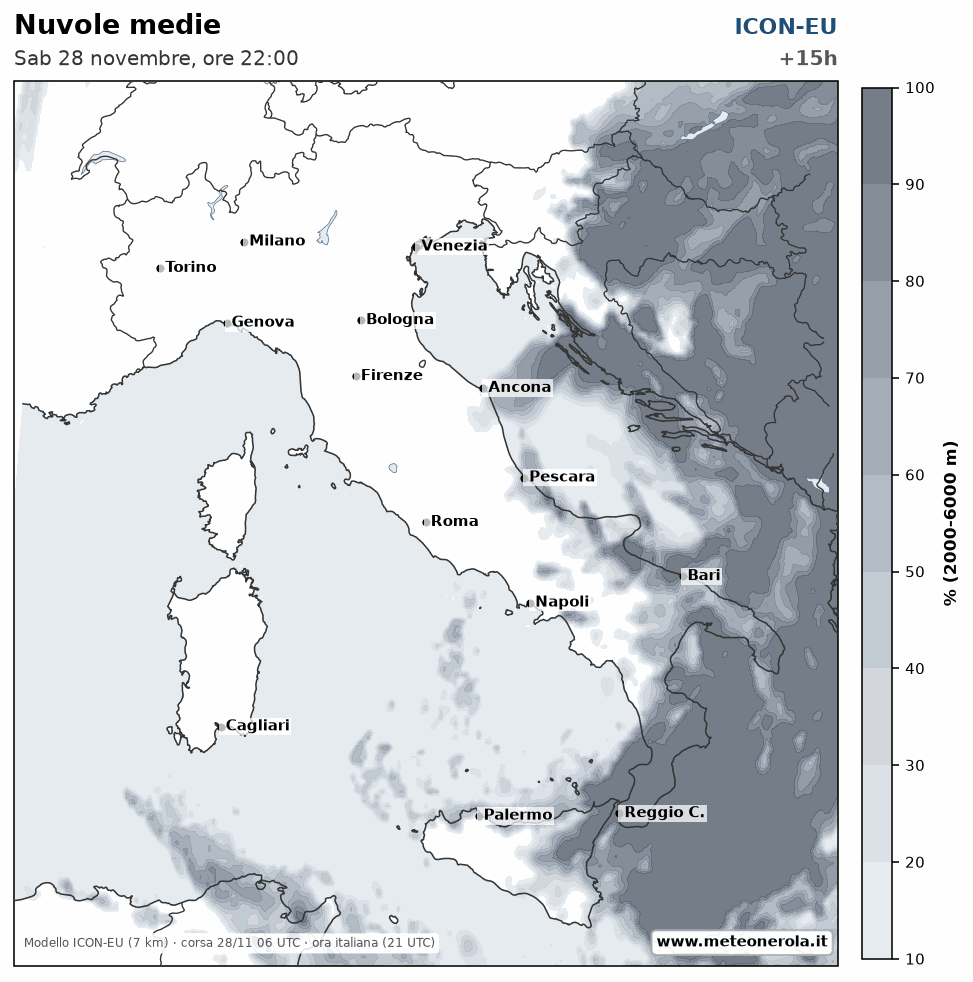 Nuvole medie
ICON-EU
Sab 28 novembre, ore 22:00
+15h
100
90
80
70
60
50
40
30
20
10
% (2000-6000 m)
Milano
Venezia
Torino
Genova
Bologna
Firenze
Ancona
Pescara
Roma
Bari
Napoli
Cagliari
Palermo
Reggio C.
Modello ICON-EU (7 km) · corsa 28/11 06 UTC · ora italiana (21 UTC)
www.meteonerola.it